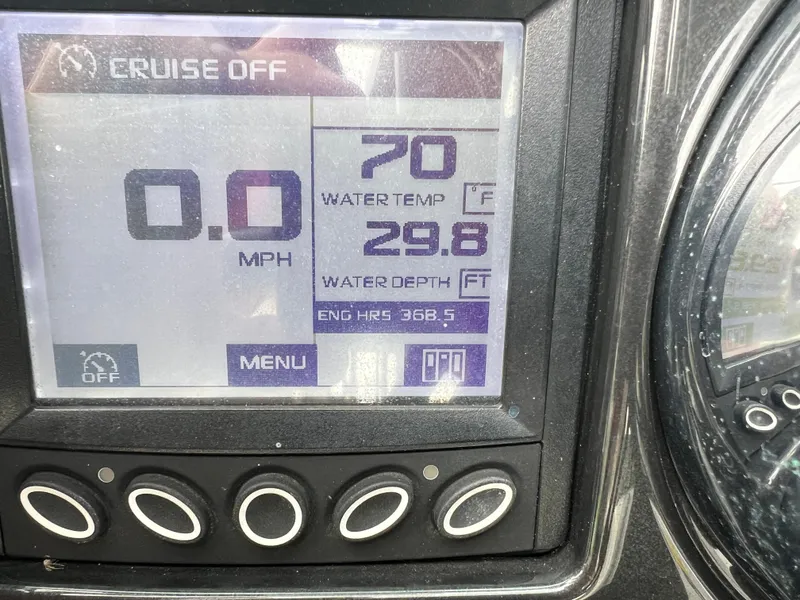 CRUISE OFF
0.0
MPH
70
WATER TEMP °F
29.8
WATER DEPTH FT
ENG HRS 368.5
OFF
MENU